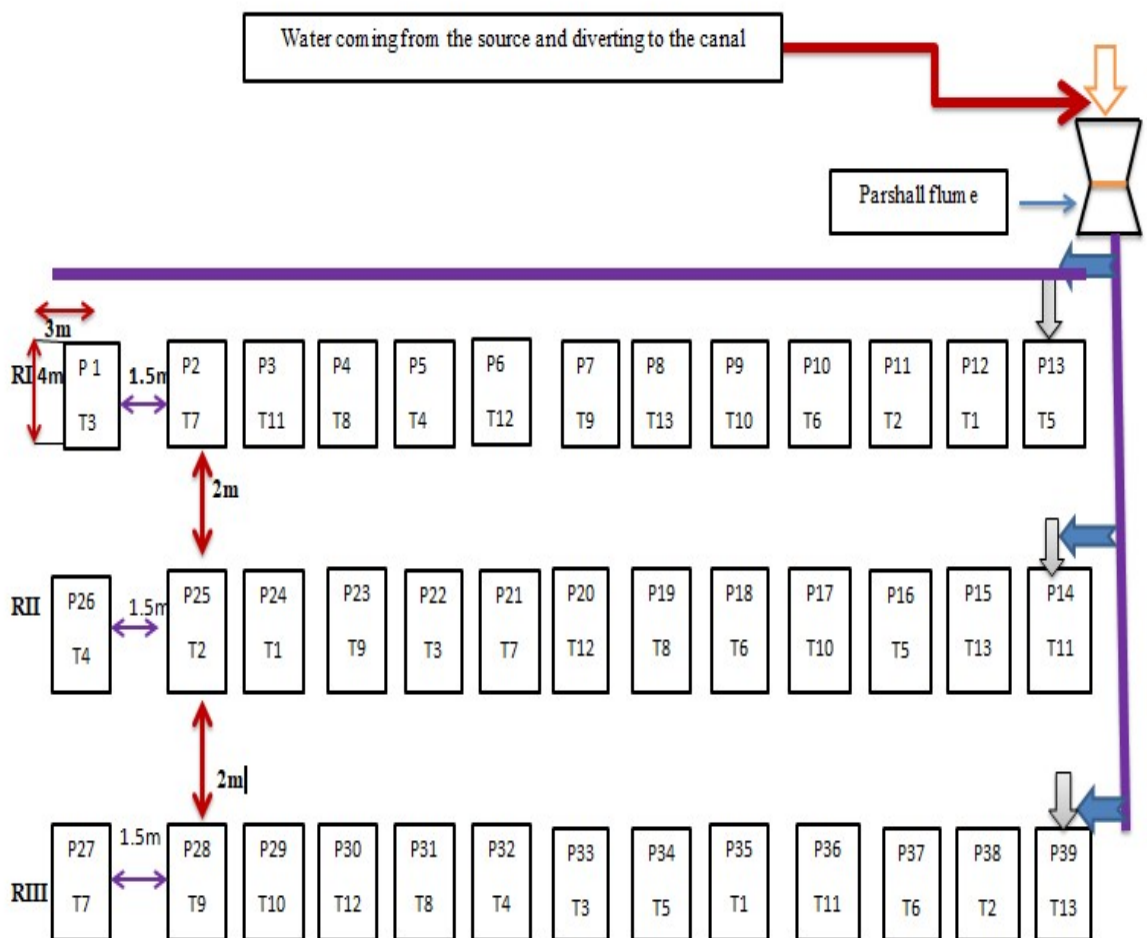 Water coming from the source and diverting to the canal
Parshall flume
3m
RI 4m 1.5m
P 1 P2 P3 P4 P5 P6 P7 P8 P9 P10 P11 P12 P13
T3 T7 T11 T8 T4 T12 T9 T13 T10 T6 T2 T1 T5
2m
RII 1.5m
P26 P25 P24 P23 P22 P21 P20 P19 P18 P17 P16 P15 P14
T4 T2 T1 T9 T3 T7 T12 T8 T6 T10 T5 T13 T11
2m
1.5m
P27 P28 P29 P30 P31 P32 P33 P34 P35 P36 P37 P38 P39
RIII T7 T9 T10 T12 T8 T4 T3 T5 T1 T11 T6 T2 T13